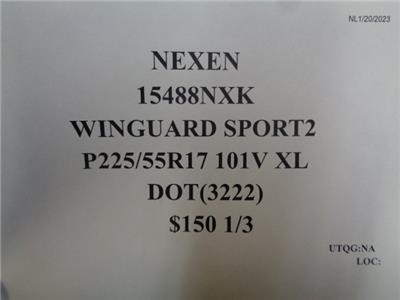 NL1/20/2023
NEXEN
15488NXK
WINGUARD SPORT2
P225/55R17 101V XL
DOT(3222)
$150 1/3
UTQG:NA
LOC: